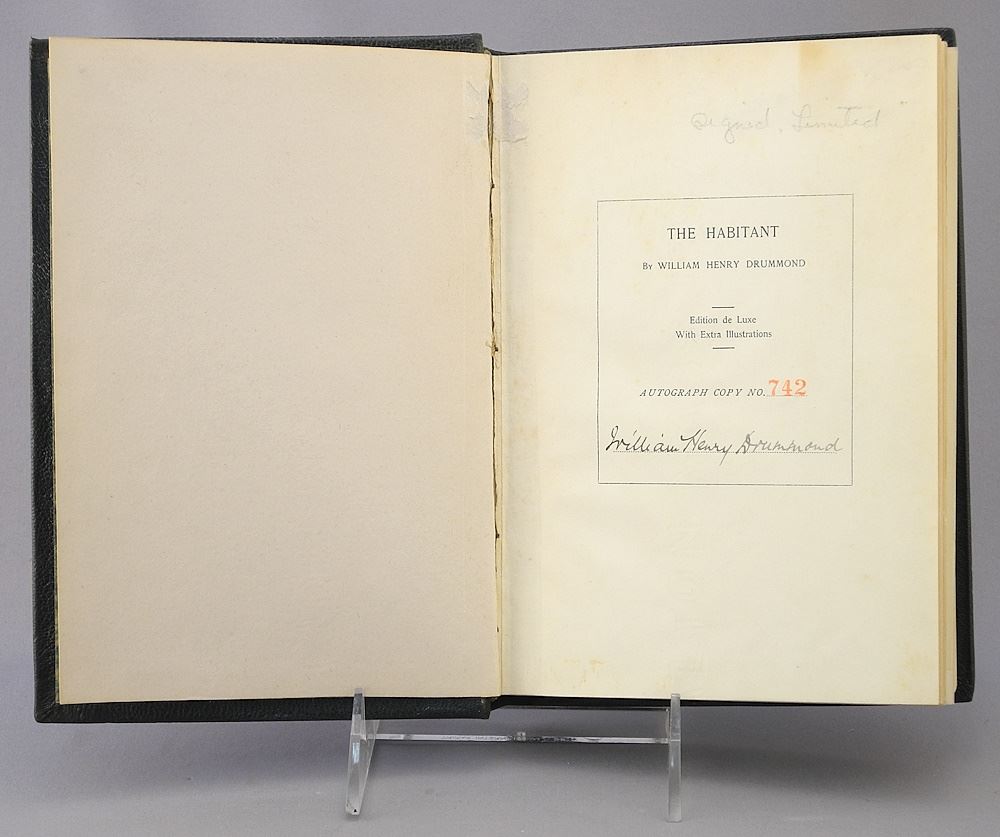 Signed, Limited
THE HABITANT
By WILLIAM HENRY DRUMMOND
Edition de Luxe
With Extra Illustrations
AUTOGRAPH COPY NO. 742
William Henry Drummond